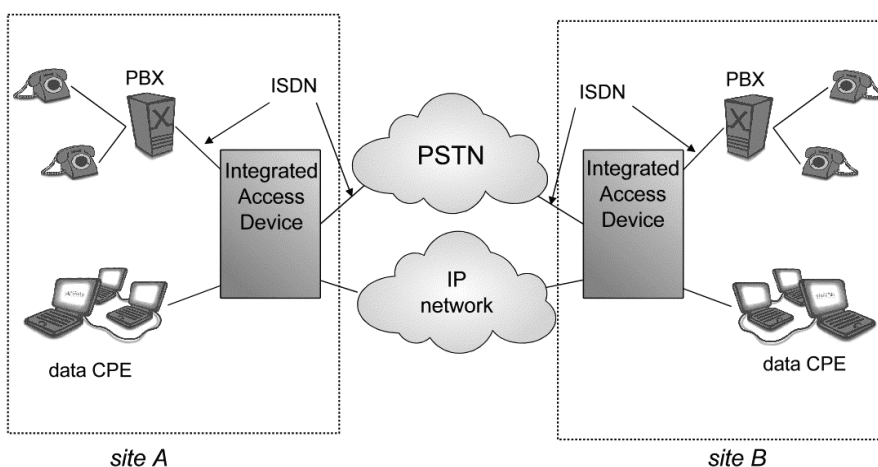 PBX
ISDN
ISDN
PBX
PSTN
Integrated
Access
Device
Integrated
Access
Device
IP
network
data CPE
data CPE
site A
site B